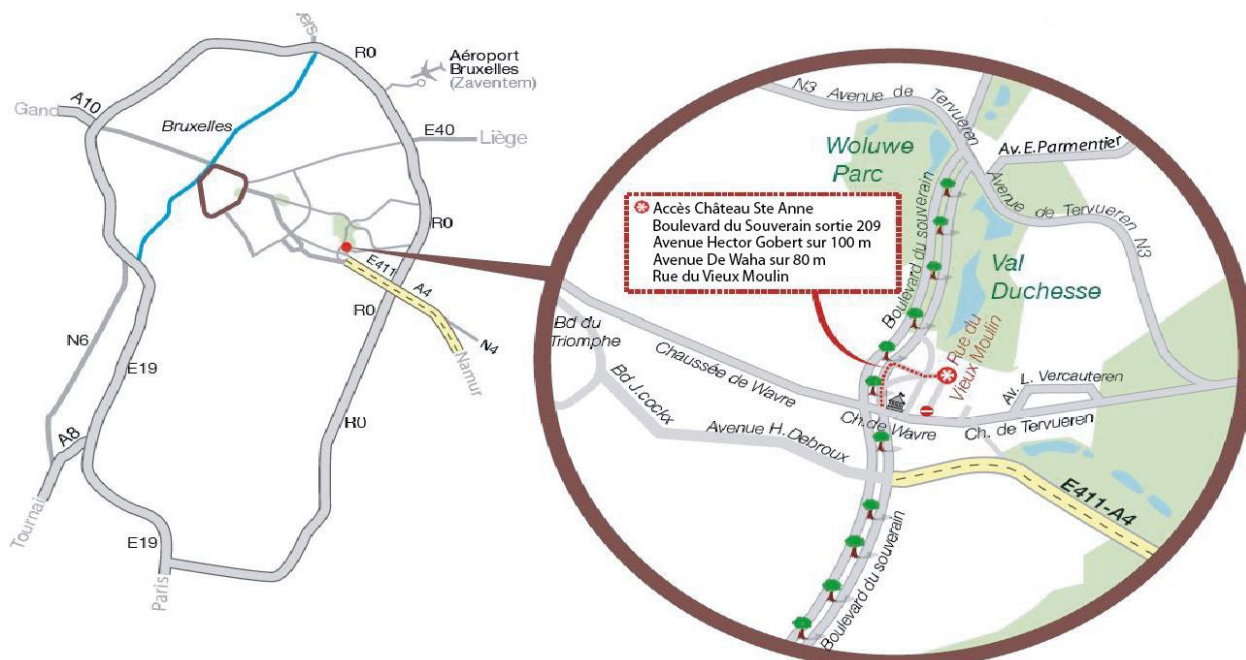 ers
R0
Aéroport
Bruxelles
(Zaventem)
A10
Gand
Bruxelles
E40
Liège
R0
E411
A4
R0
N4
Namur
N6
E19
R0
A8
Tournai
E19
Paris
N3 Avenue de Tervueren
Woluwe
Parc
Av.E.Parmentier
Avenue de Tervueren N3
Accès Château Ste Anne
Boulevard du Souverain sortie 209
Avenue Hector Gobert sur 100 m
Avenue De Waha sur 80 m
Rue du Vieux Moulin
Boulevard du souverain
Val
Duchesse
Bd du
Triomphe
Rue du
Vieux Moulin
Chaussée de Wavre
Av. L. Vercauteren
Bd J.cockx
Ch.de Wavre
Ch. de Tervueren
Avenue H.Debroux
E411-A4
Boulevard du souverain